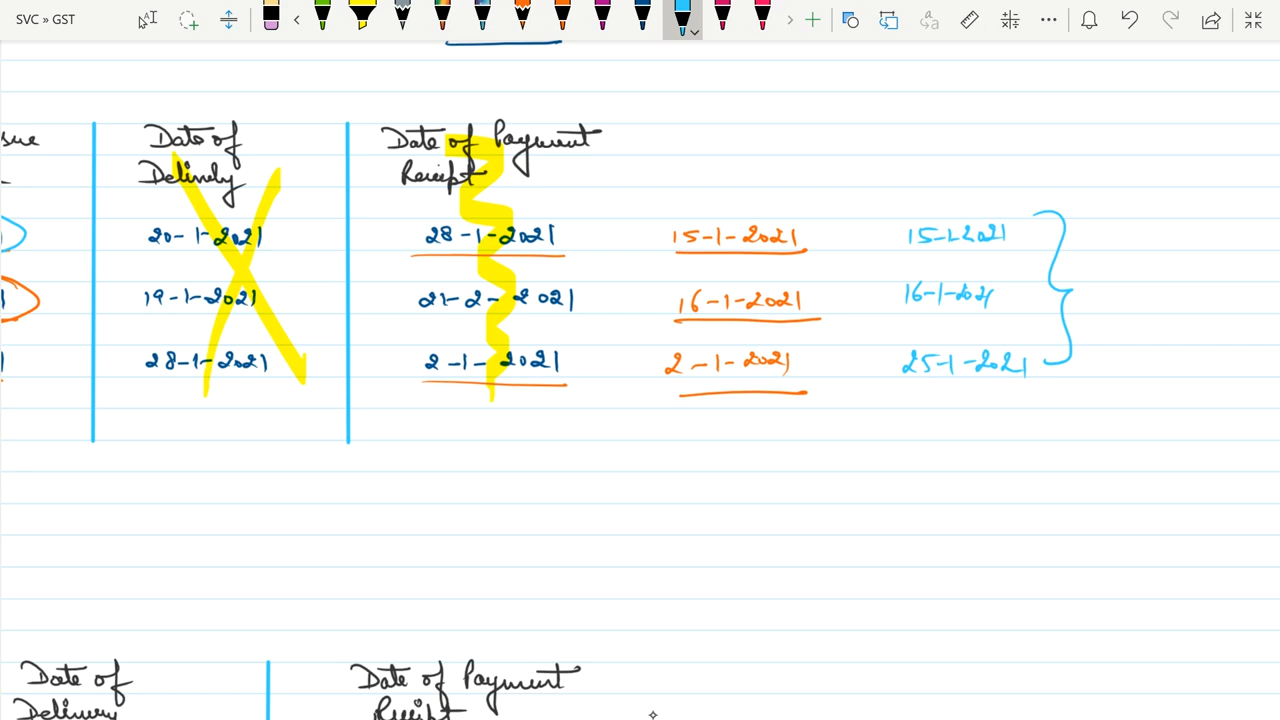 SVC » GST
sue Date of Date of Payment
Delively Receipt
20-1-2021 28-1-2021 15-1-2021 15-1-2021
19-1-2021 21-2-2021 16-1-2021 16-1-2021
28-1-2021 2-1-2021 2-1-2021 25-1-2021
Date of Date of Payment
Delivery Receipt